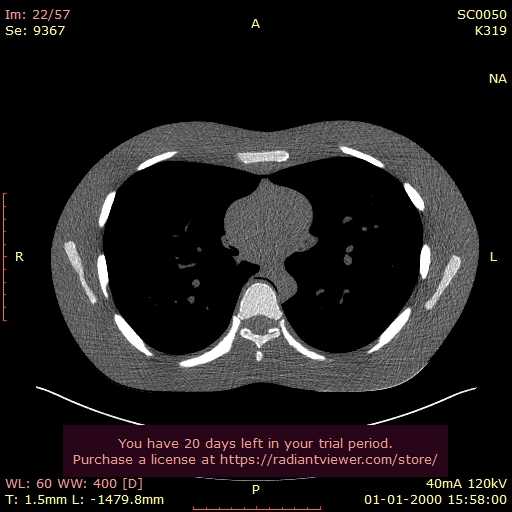 Im: 22/57
Se: 9367
A
SC0050
K319
NA
R
L
You have 20 days left in your trial period.
Purchase a license at https://radiantviewer.com/store/
WL: 60 WW: 400 [D]
T: 1.5mm L: -1479.8mm
P
40mA 120kV
01-01-2000 15:58:00